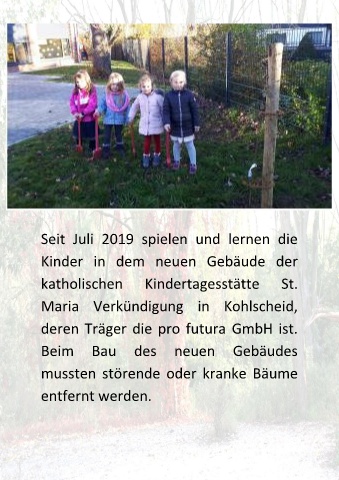 Seit Juli 2019 spielen und lernen die
Kinder in dem neuen Gebäude der
katholischen Kindertagesstätte St.
Maria Verkündigung in Kohlscheid,
deren Träger die pro futura GmbH ist.
Beim Bau des neuen Gebäudes
mussten störende oder kranke Bäume
entfernt werden.